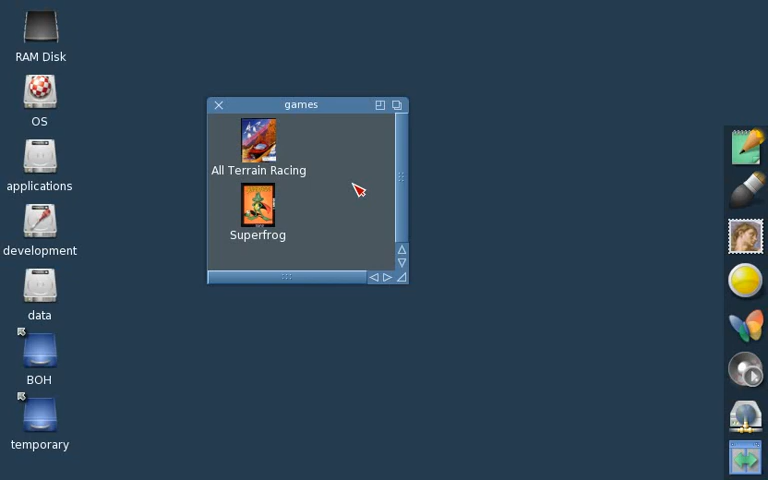 RAM Disk
OS
applications
development
data
BOH
temporary
games
All Terrain Racing
Superfrog